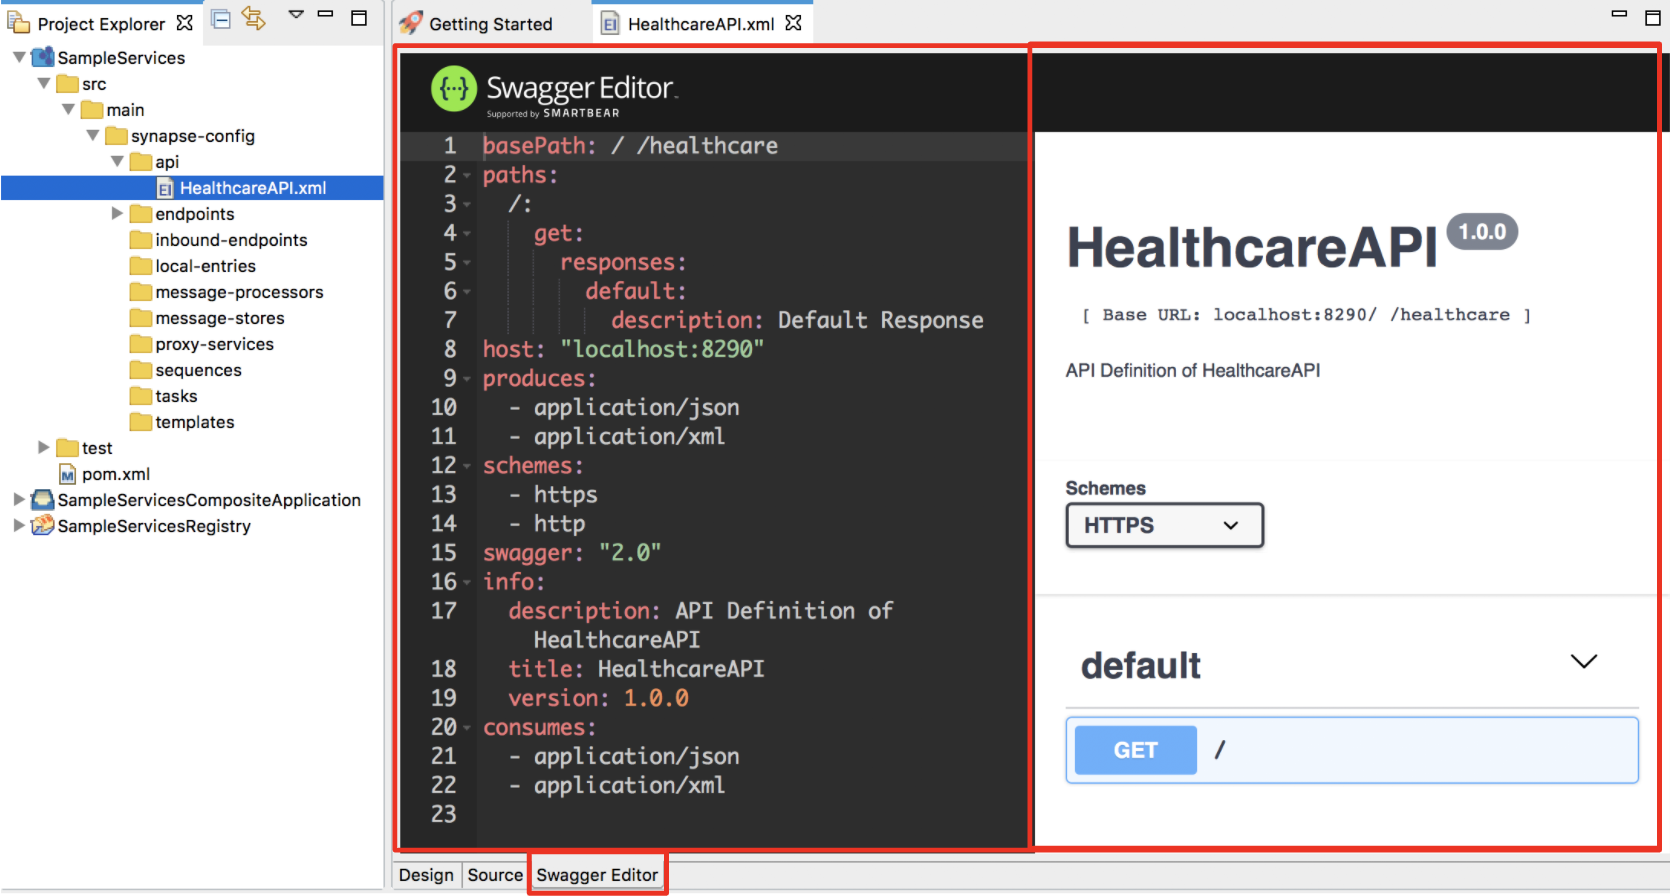 Project Explorer
SampleServices
src
main
synapse-config
api
HealthcareAPI.xml
endpoints
inbound-endpoints
local-entries
message-processors
message-stores
proxy-services
sequences
tasks
templates
test
pom.xml
SampleServicesCompositeApplication
SampleServicesRegistry
Getting Started
HealthcareAPI.xml
Swagger Editor
Supported by SMARTBEAR
1 basePath: / /healthcare
2 paths:
3 /:
4 get:
5 responses:
6 default:
7 description: Default Response
8 host: "localhost:8290"
9 produces:
10 - application/json
11 - application/xml
12 schemes:
13 - https
14 - http
15 swagger: "2.0"
16 info:
17 description: API Definition of
HealthcareAPI
18 title: HealthcareAPI
19 version: 1.0.0
20 consumes:
21 - application/json
22 - application/xml
23
HealthcareAPI 1.0.0
[ Base URL: localhost:8290/ /healthcare ]
API Definition of HealthcareAPI
Schemes
HTTPS
default
GET /
Design Source Swagger Editor